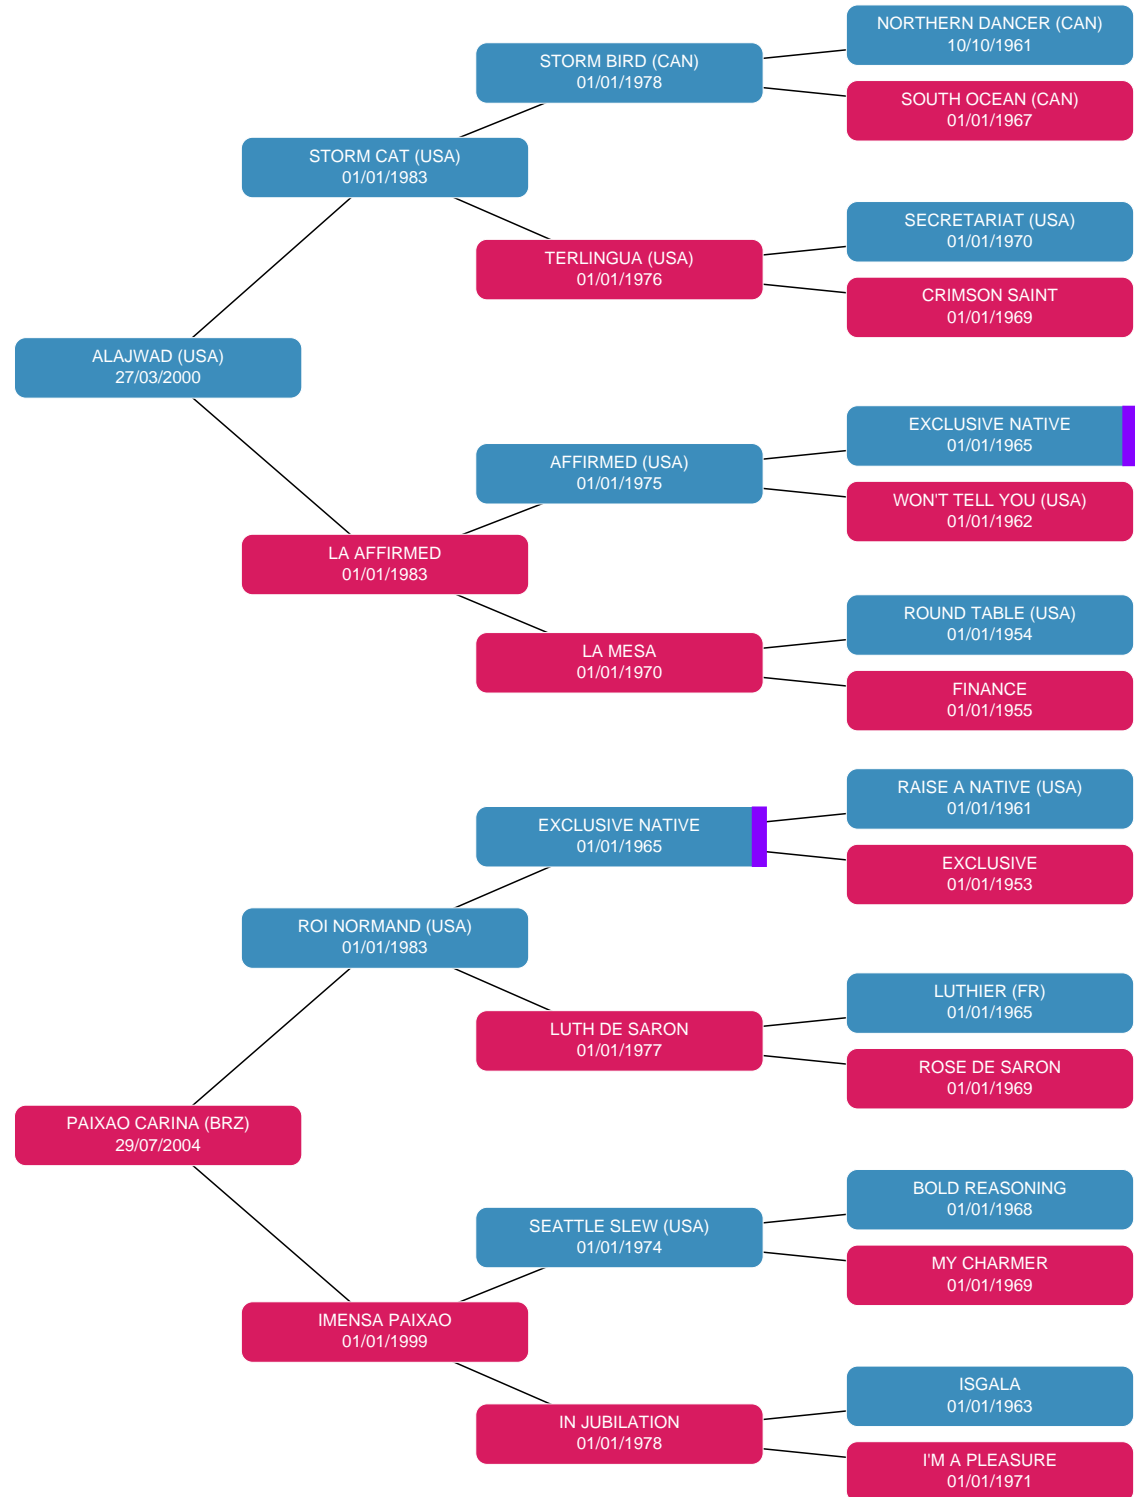 NORTHERN DANCER (CAN)
10/10/1961
STORM BIRD (CAN)
01/01/1978
SOUTH OCEAN (CAN)
01/01/1967
STORM CAT (USA)
01/01/1983
SECRETARIAT (USA)
01/01/1970
TERLINGUA (USA)
01/01/1976
CRIMSON SAINT
01/01/1969
ALAJWAD (USA)
27/03/2000
EXCLUSIVE NATIVE
01/01/1965
AFFIRMED (USA)
01/01/1975
WON'T TELL YOU (USA)
01/01/1962
LA AFFIRMED
01/01/1983
ROUND TABLE (USA)
01/01/1954
LA MESA
01/01/1970
FINANCE
01/01/1955
RAISE A NATIVE (USA)
01/01/1961
EXCLUSIVE NATIVE
01/01/1965
EXCLUSIVE
01/01/1953
ROI NORMAND (USA)
01/01/1983
LUTHIER (FR)
01/01/1965
LUTH DE SARON
01/01/1977
ROSE DE SARON
01/01/1969
PAIXAO CARINA (BRZ)
29/07/2004
BOLD REASONING
01/01/1968
SEATTLE SLEW (USA)
01/01/1974
MY CHARMER
01/01/1969
IMENSA PAIXAO
01/01/1999
ISGALA
01/01/1963
IN JUBILATION
01/01/1978
I'M A PLEASURE
01/01/1971